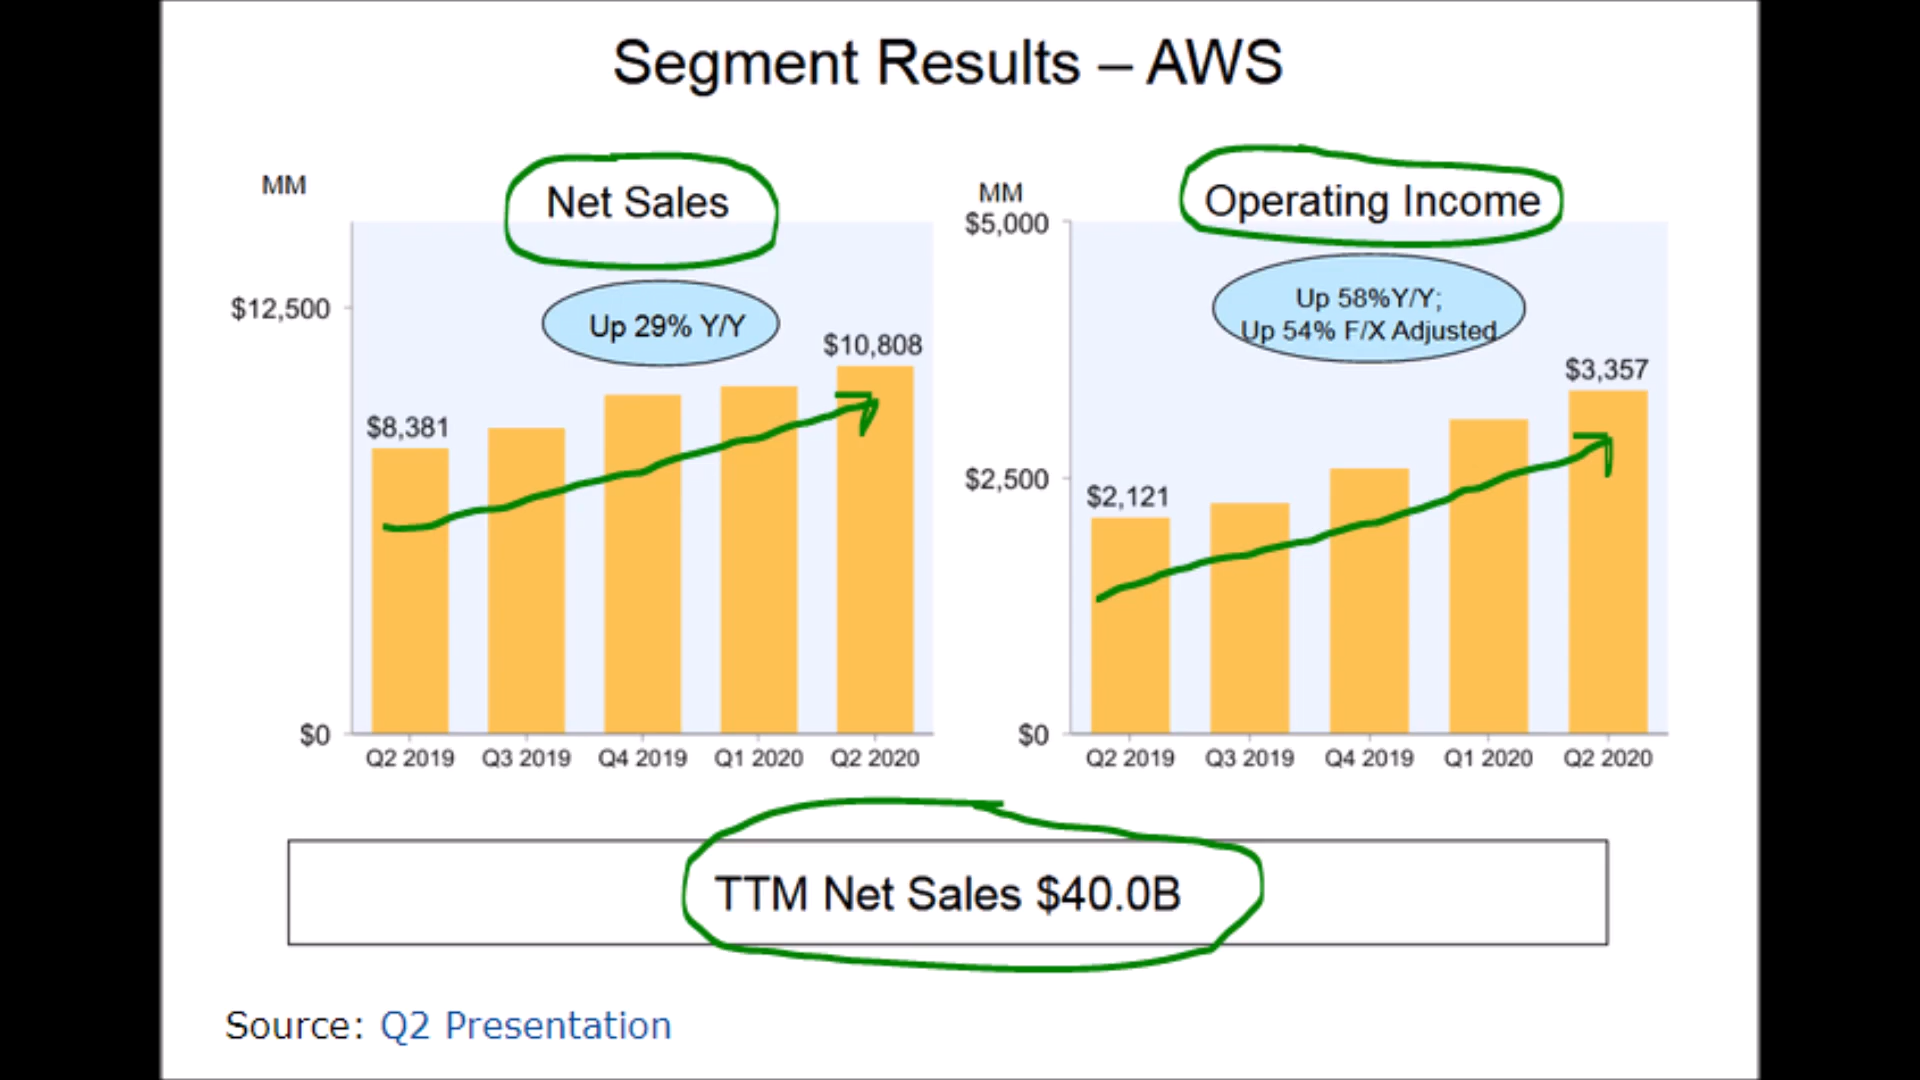 Segment Results – AWS
MM
Net Sales
$12,500
Up 29% Y/Y
$10,808
$8,381
$0
Q2 2019 Q3 2019 Q4 2019 Q1 2020 Q2 2020
MM
Operating Income
$5,000
Up 58%Y/Y;
Up 54% F/X Adjusted
$3,357
$2,500
$2,121
$0
Q2 2019 Q3 2019 Q4 2019 Q1 2020 Q2 2020
TTM Net Sales $40.0B
Source: Q2 Presentation